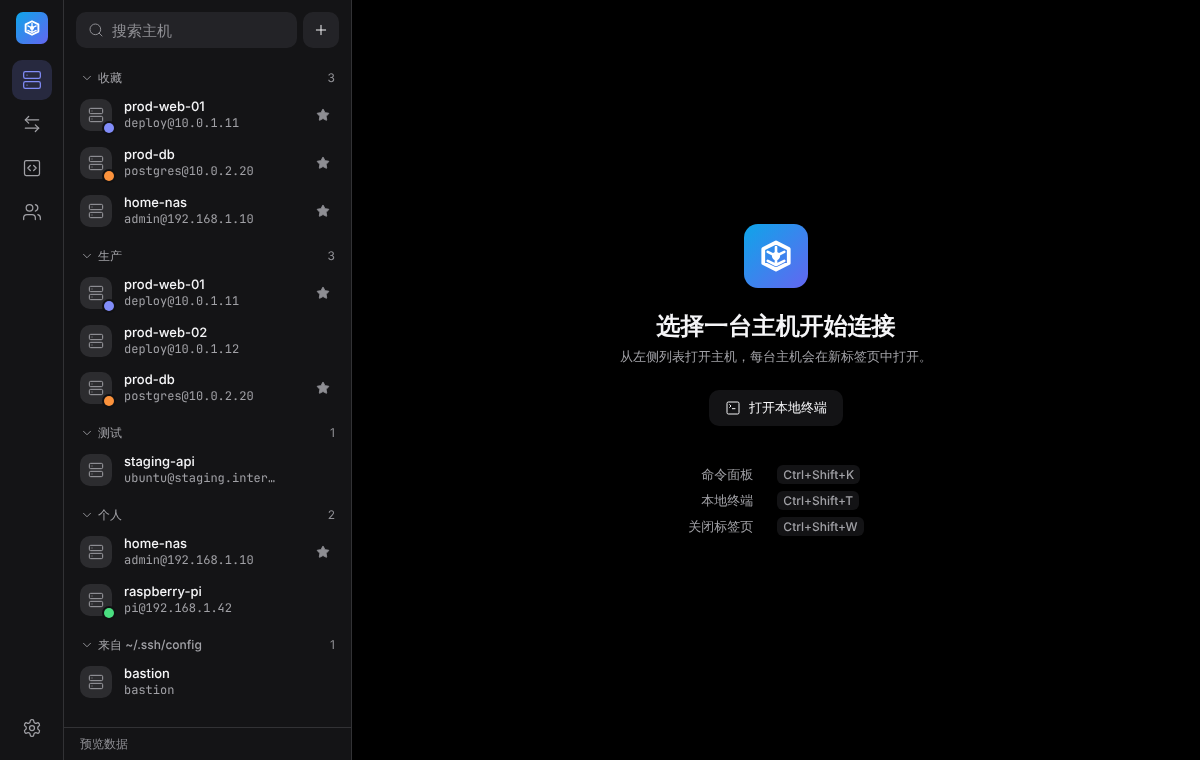 搜索主机
收藏 3
prod-web-01
deploy@10.0.1.11
prod-db
postgres@10.0.2.20
home-nas
admin@192.168.1.10
生产 3
prod-web-01
deploy@10.0.1.11
prod-web-02
deploy@10.0.1.12
prod-db
postgres@10.0.2.20
测试 1
staging-api
ubuntu@staging.inter…
个人 2
home-nas
admin@192.168.1.10
raspberry-pi
pi@192.168.1.42
来自 ~/.ssh/config 1
bastion
bastion
预览数据
选择一台主机开始连接
从左侧列表打开主机，每台主机会在新标签页中打开。
打开本地终端
命令面板 Ctrl+Shift+K
本地终端 Ctrl+Shift+T
关闭标签页 Ctrl+Shift+W